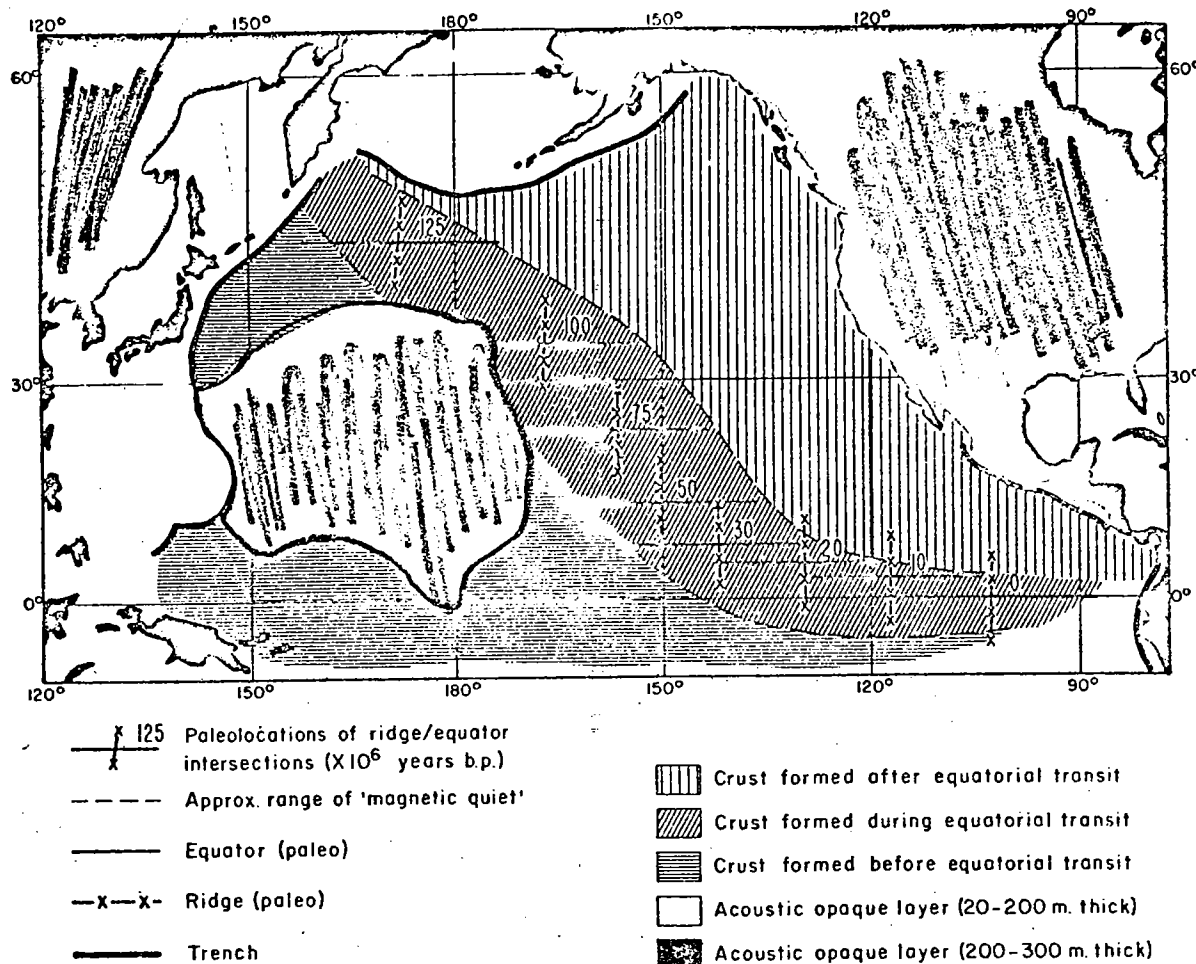 120° 150° 180° 150° 120° 90°
60° 60°
125
100
30° 75 30°
50
30
20 10
0° 0 0°
120° 150° 180° 150° 120° 90°
x 125 Paleolocations of ridge/equator
x intersections (X10⁶ years b.p.)
Approx. range of 'magnetic quiet'
Equator (paleo)
—x—x- Ridge (paleo)
Trench
Crust formed after equatorial transit
Crust formed during equatorial transit
Crust formed before equatorial transit
Acoustic opaque layer (20-200 m. thick)
Acoustic opaque layer (200-300 m. thick)